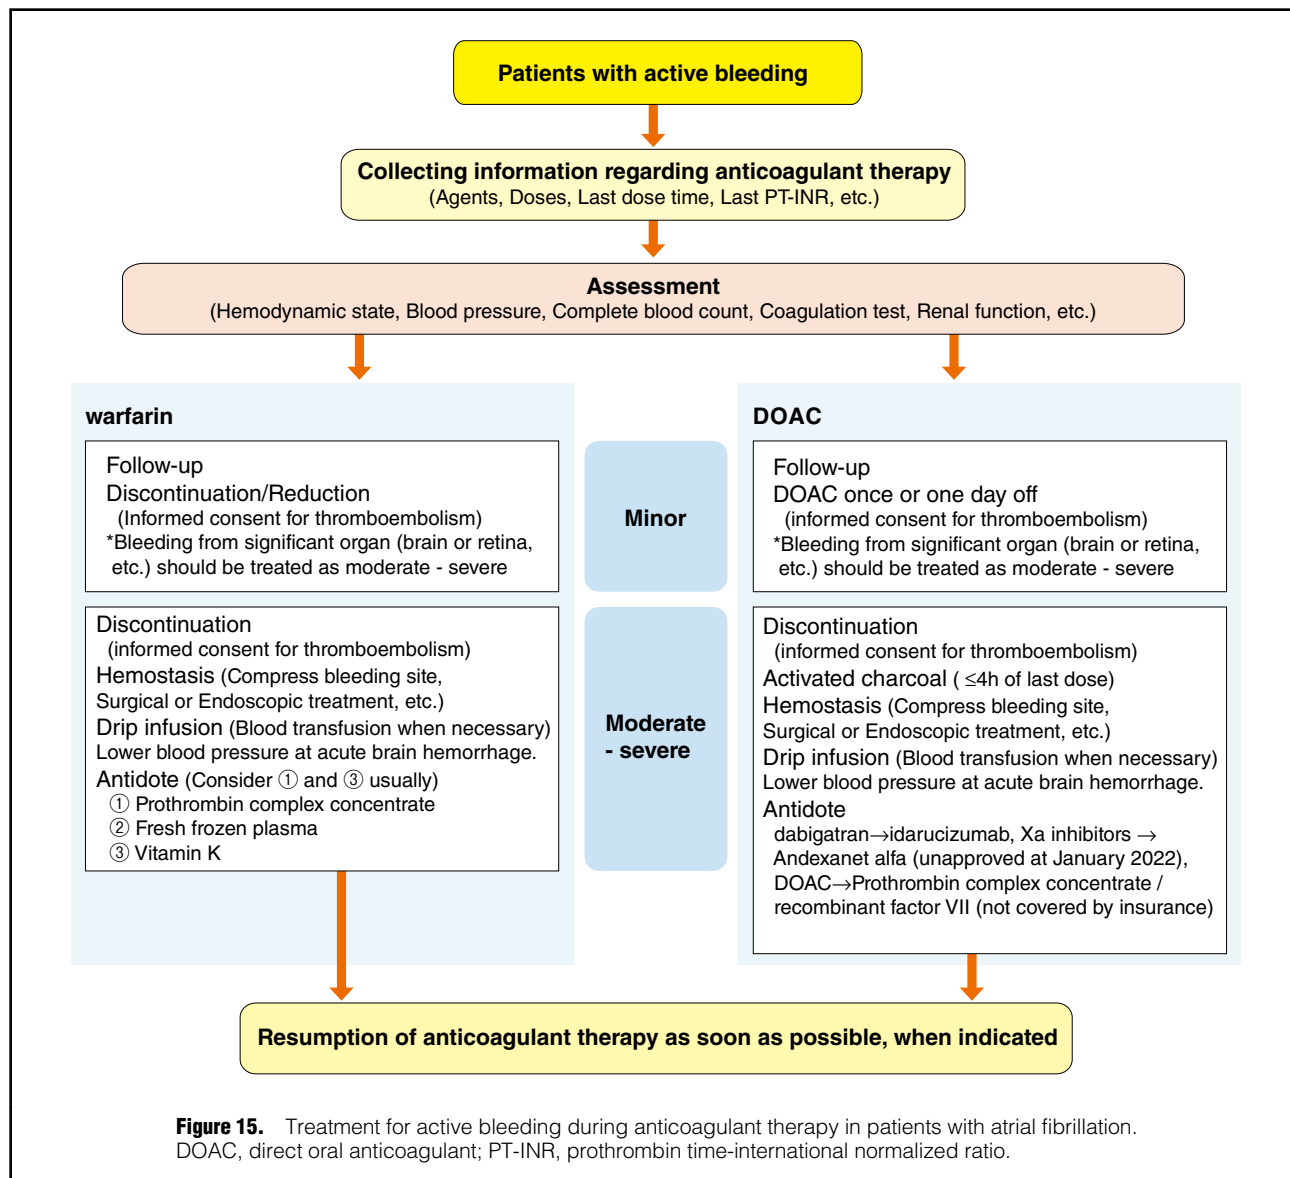 Patients with active bleeding
Collecting information regarding anticoagulant therapy
(Agents, Doses, Last dose time, Last PT-INR, etc.)
Assessment
(Hemodynamic state, Blood pressure, Complete blood count, Coagulation test, Renal function, etc.)
warfarin
Follow-up
Discontinuation/Reduction
(Informed consent for thromboembolism)
*Bleeding from significant organ (brain or retina,
etc.) should be treated as moderate - severe
Discontinuation
(informed consent for thromboembolism)
Hemostasis (Compress bleeding site,
Surgical or Endoscopic treatment, etc.)
Drip infusion (Blood transfusion when necessary)
Lower blood pressure at acute brain hemorrhage.
Antidote (Consider ① and ③ usually)
① Prothrombin complex concentrate
② Fresh frozen plasma
③ Vitamin K
Minor
Moderate
- severe
DOAC
Follow-up
DOAC once or one day off
(informed consent for thromboembolism)
*Bleeding from significant organ (brain or retina,
etc.) should be treated as moderate - severe
Discontinuation
(informed consent for thromboembolism)
Activated charcoal ( ≤4h of last dose)
Hemostasis (Compress bleeding site,
Surgical or Endoscopic treatment, etc.)
Drip infusion (Blood transfusion when necessary)
Lower blood pressure at acute brain hemorrhage.
Antidote
dabigatran→idarucizumab, Xa inhibitors →
Andexanet alfa (unapproved at January 2022),
DOAC→Prothrombin complex concentrate /
recombinant factor VII (not covered by insurance)
Resumption of anticoagulant therapy as soon as possible, when indicated
Figure 15. Treatment for active bleeding during anticoagulant therapy in patients with atrial fibrillation.
DOAC, direct oral anticoagulant; PT-INR, prothrombin time-international normalized ratio.